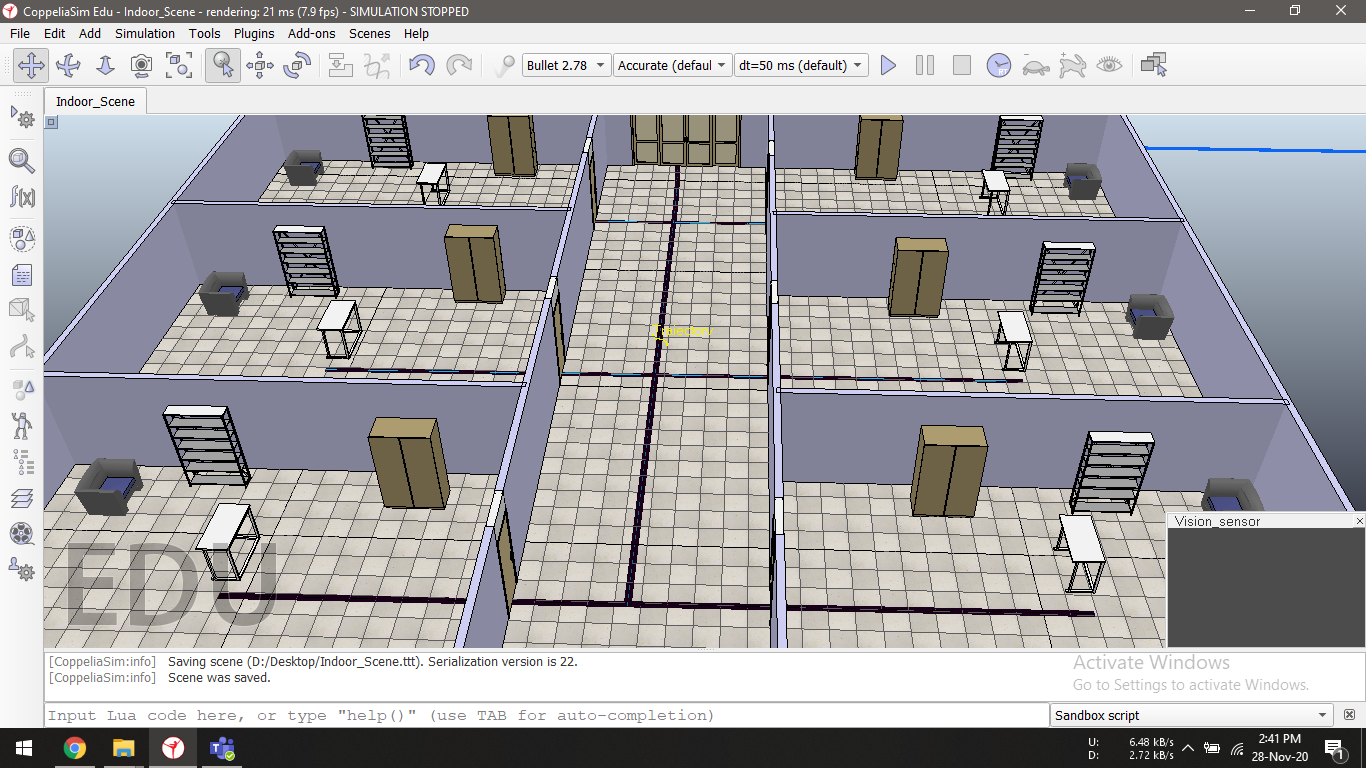 CoppeliaSim Edu - Indoor_Scene - rendering: 21 ms (7.9 fps) - SIMULATION STOPPED
File Edit Add Simulation Tools Plugins Add-ons Scenes Help
Bullet 2.78 Accurate (defaul dt=50 ms (default)
Indoor_Scene
f(x)
Vision_sensor
EDU
[CoppeliaSim:info] Saving scene (D:/Desktop/Indoor_Scene.ttt). Serialization version is 22.
[CoppeliaSim:info] Scene was saved.
Activate Windows
Go to Settings to activate Windows.
Input Lua code here, or type "help()" (use TAB for auto-completion)
Sandbox script
U: 6.48 kB/s
D: 2.72 kB/s
2:41 PM
28-Nov-20
1